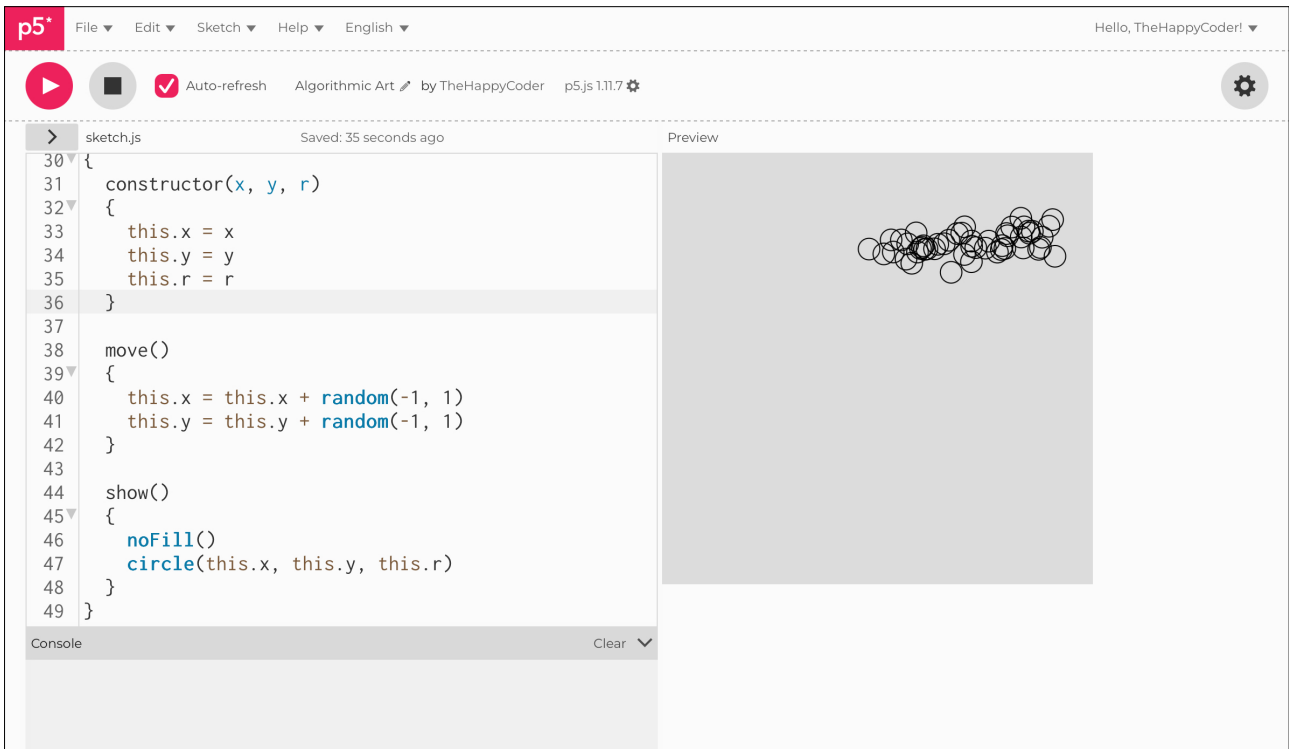 p5* File Edit Sketch Help English Hello, TheHappyCoder!
Auto-refresh Algorithmic Art by TheHappyCoder p5.js 1.11.7
> sketch.js Saved: 35 seconds ago Preview
30 {
31   constructor(x, y, r)
32   {
33     this.x = x
34     this.y = y
35     this.r = r
36   }
37
38   move()
39   {
40     this.x = this.x + random(-1, 1)
41     this.y = this.y + random(-1, 1)
42   }
43
44   show()
45   {
46     noFill()
47     circle(this.x, this.y, this.r)
48   }
49 }
Console Clear